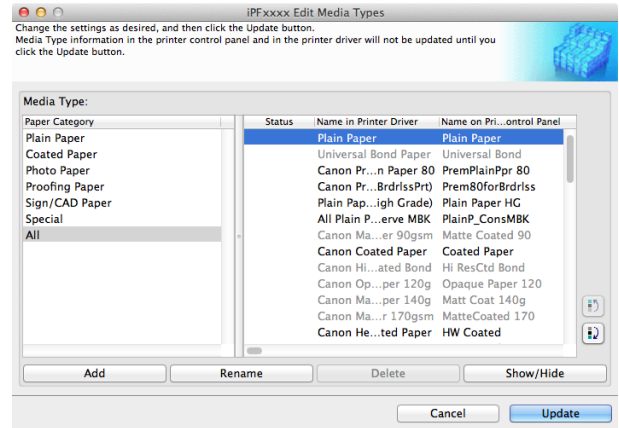 iPFxxxx Edit Media Types
Change the settings as desired, and then click the Update button.
Media Type information in the printer control panel and in the printer driver will not be updated until you
click the Update button.
Media Type:
Paper Category Status Name in Printer Driver Name on Pri...ontrol Panel
Plain Paper Plain Paper Plain Paper
Coated Paper Universal Bond Paper Universal Bond
Photo Paper Canon Pr...n Paper 80 PremPlainPpr 80
Proofing Paper Canon Pr...BrdrlssPrt) Prem80forBrdrlss
Sign/CAD Paper Plain Pap...igh Grade) Plain Paper HG
Special All Plain P...erve MBK PlainP_ConsMBK
All Canon Ma...er 90gsm Matte Coated 90
Canon Coated Paper Coated Paper
Canon Hi...ated Bond Hi ResCtd Bond
Canon Op...per 120g Opaque Paper 120
Canon Ma...per 140g Matt Coat 140g
Canon Ma...r 170gsm MatteCoated 170
Canon He...ted Paper HW Coated
Add Rename Delete Show/Hide
Cancel Update